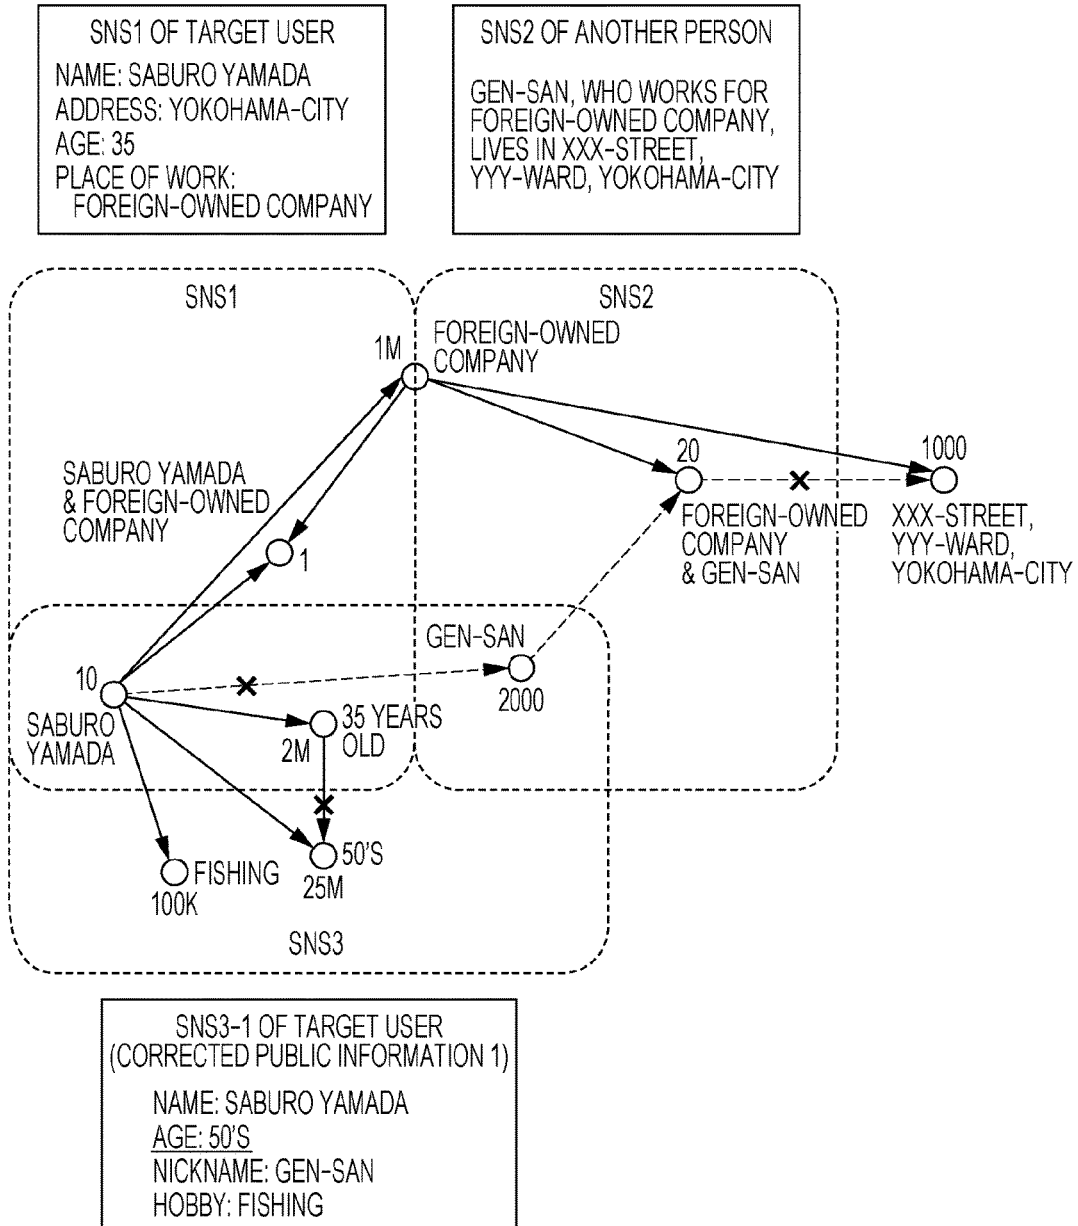 SNS1 OF TARGET USER
NAME: SABURO YAMADA
ADDRESS: YOKOHAMA-CITY
AGE: 35
PLACE OF WORK:
FOREIGN-OWNED COMPANY
SNS2 OF ANOTHER PERSON
GEN-SAN, WHO WORKS FOR
FOREIGN-OWNED COMPANY,
LIVES IN XXX-STREET,
YYY-WARD, YOKOHAMA-CITY
SNS1
SNS2
1M
FOREIGN-OWNED
COMPANY
SABURO YAMADA
& FOREIGN-OWNED
COMPANY
1
20
FOREIGN-OWNED
COMPANY
& GEN-SAN
1000
XXX-STREET,
YYY-WARD,
YOKOHAMA-CITY
GEN-SAN
2000
10
SABURO
YAMADA
35 YEARS
OLD
2M
50'S
25M
FISHING
100K
SNS3
SNS3-1 OF TARGET USER
(CORRECTED PUBLIC INFORMATION 1)
NAME: SABURO YAMADA
AGE: 50'S
NICKNAME: GEN-SAN
HOBBY: FISHING